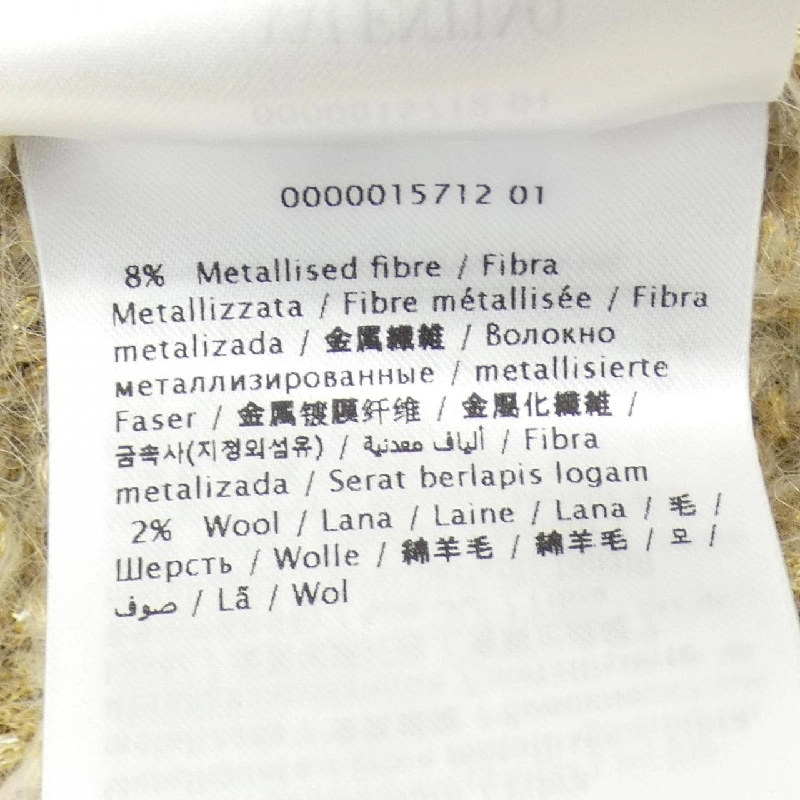 0000015712 01
8% Metallised fibre / Fibra
Metallizzata / Fibre métallisée / Fibra
metalizada / 金属繊維 / Волокно
металлизированные / metallisierte
Faser / 金属镀膜纤维 / 金屬化纖維 /
금속사(지정외섬유) / ألياف معدنية / Fibra
metalizada / Serat berlapis logam
2% Wool / Lana / Laine / Lana / 毛 /
Шерсть / Wolle / 綿羊毛 / 綿羊毛 / 모 /
صوف / Lã / Wol